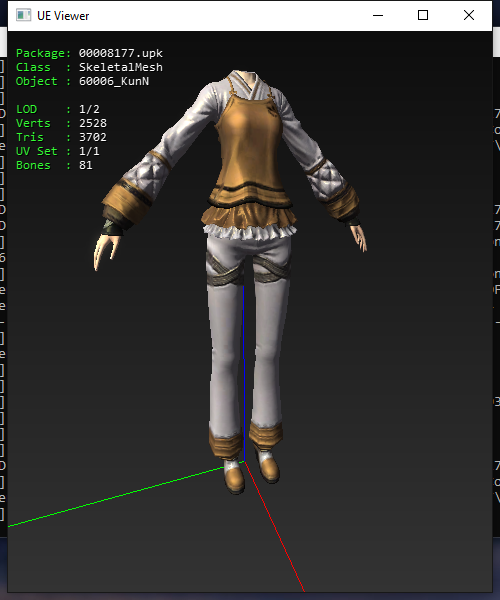 UE Viewer
Package: 00008177.upk
Class : SkeletalMesh
Object : 60006_KunN
LOD : 1/2
Verts : 2528
Tris : 3702
UV Set : 1/1
Bones : 81